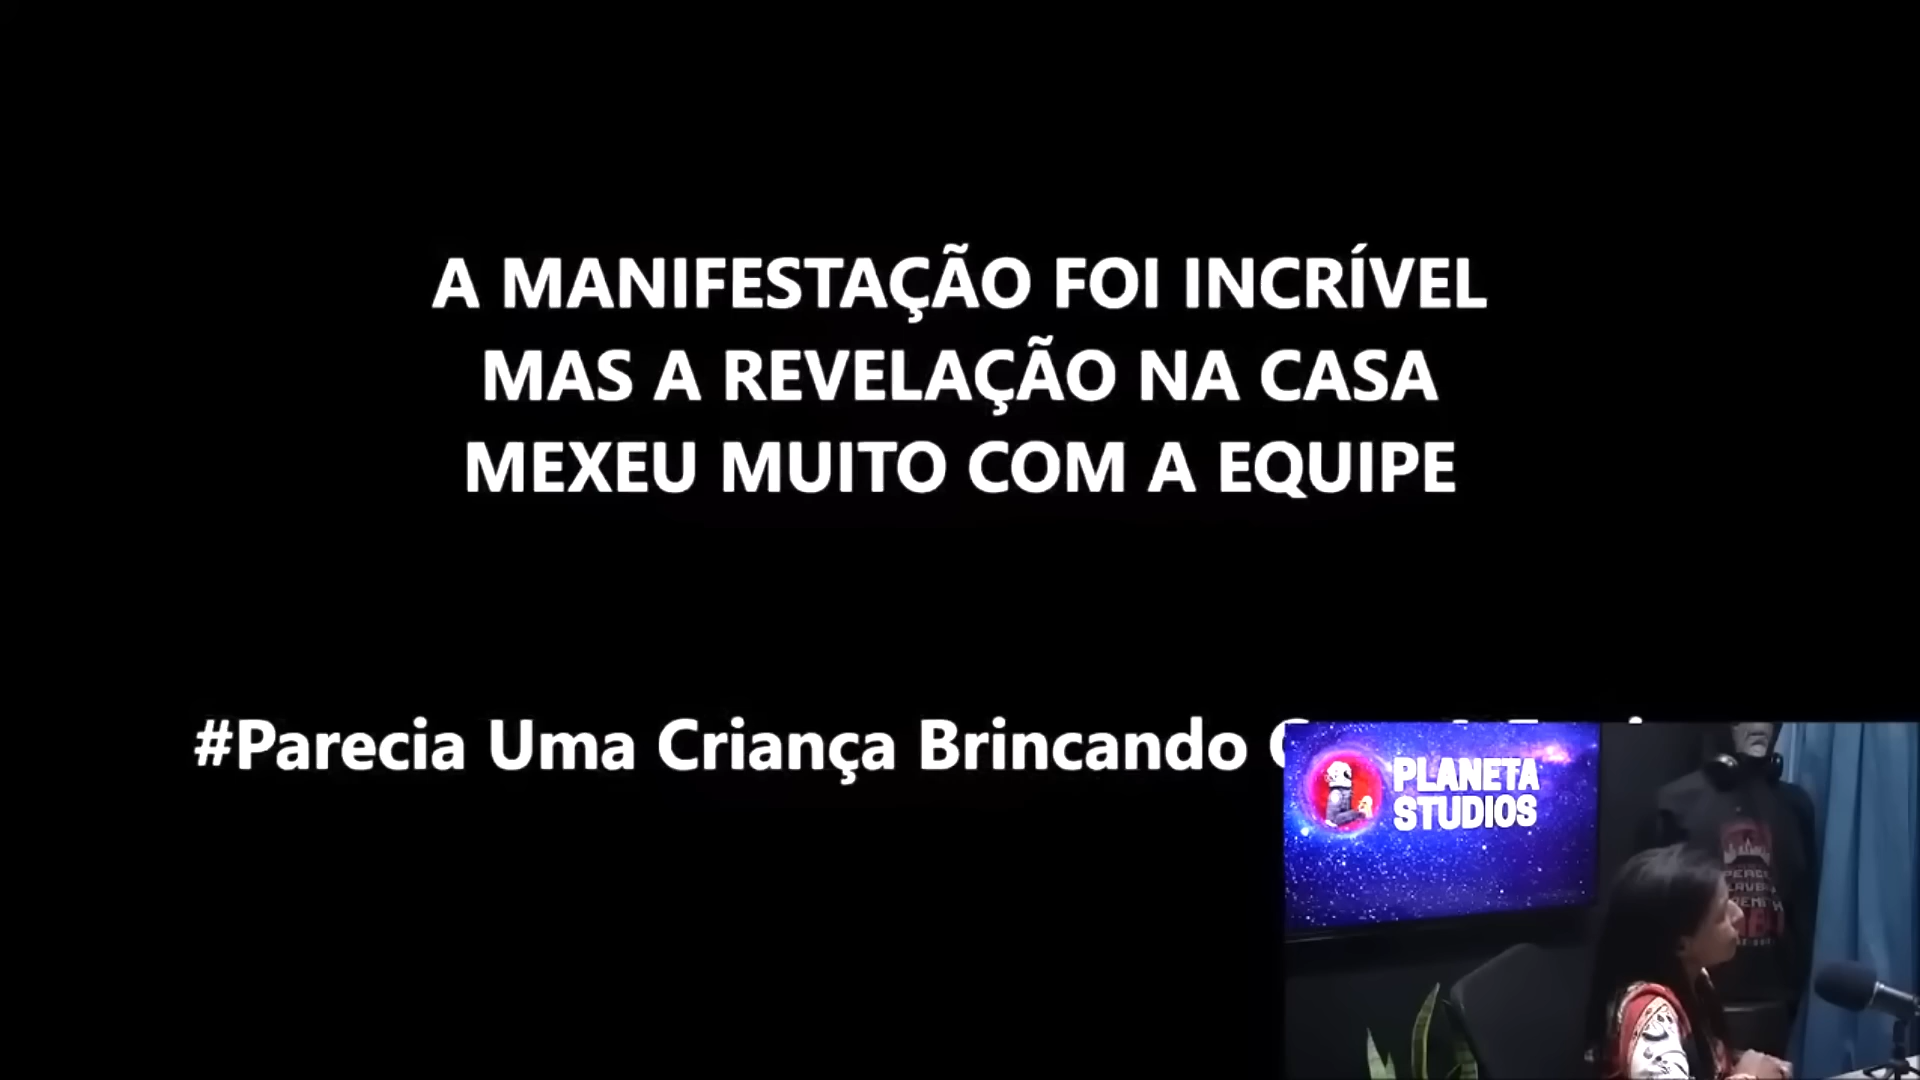 A MANIFESTAÇÃO FOI INCRÍVEL
MAS A REVELAÇÃO NA CASA
MEXEU MUITO COM A EQUIPE
#Parecia Uma Criança Brincando
PLANETA
STUDIOS